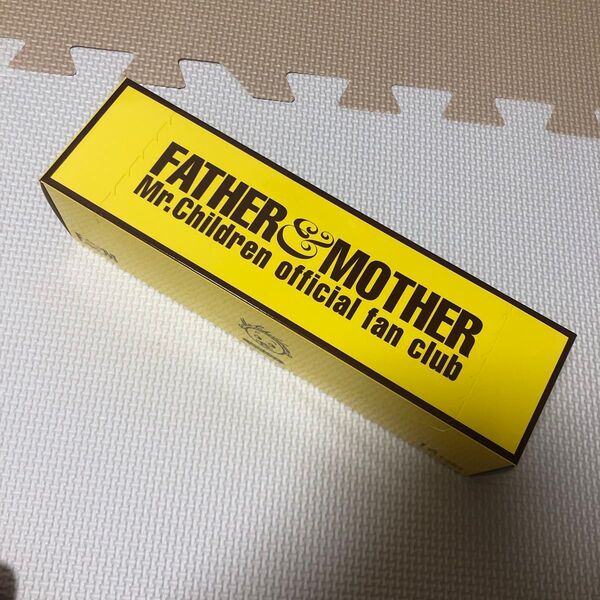 FATHER & MOTHER
Mr.Children official fan club